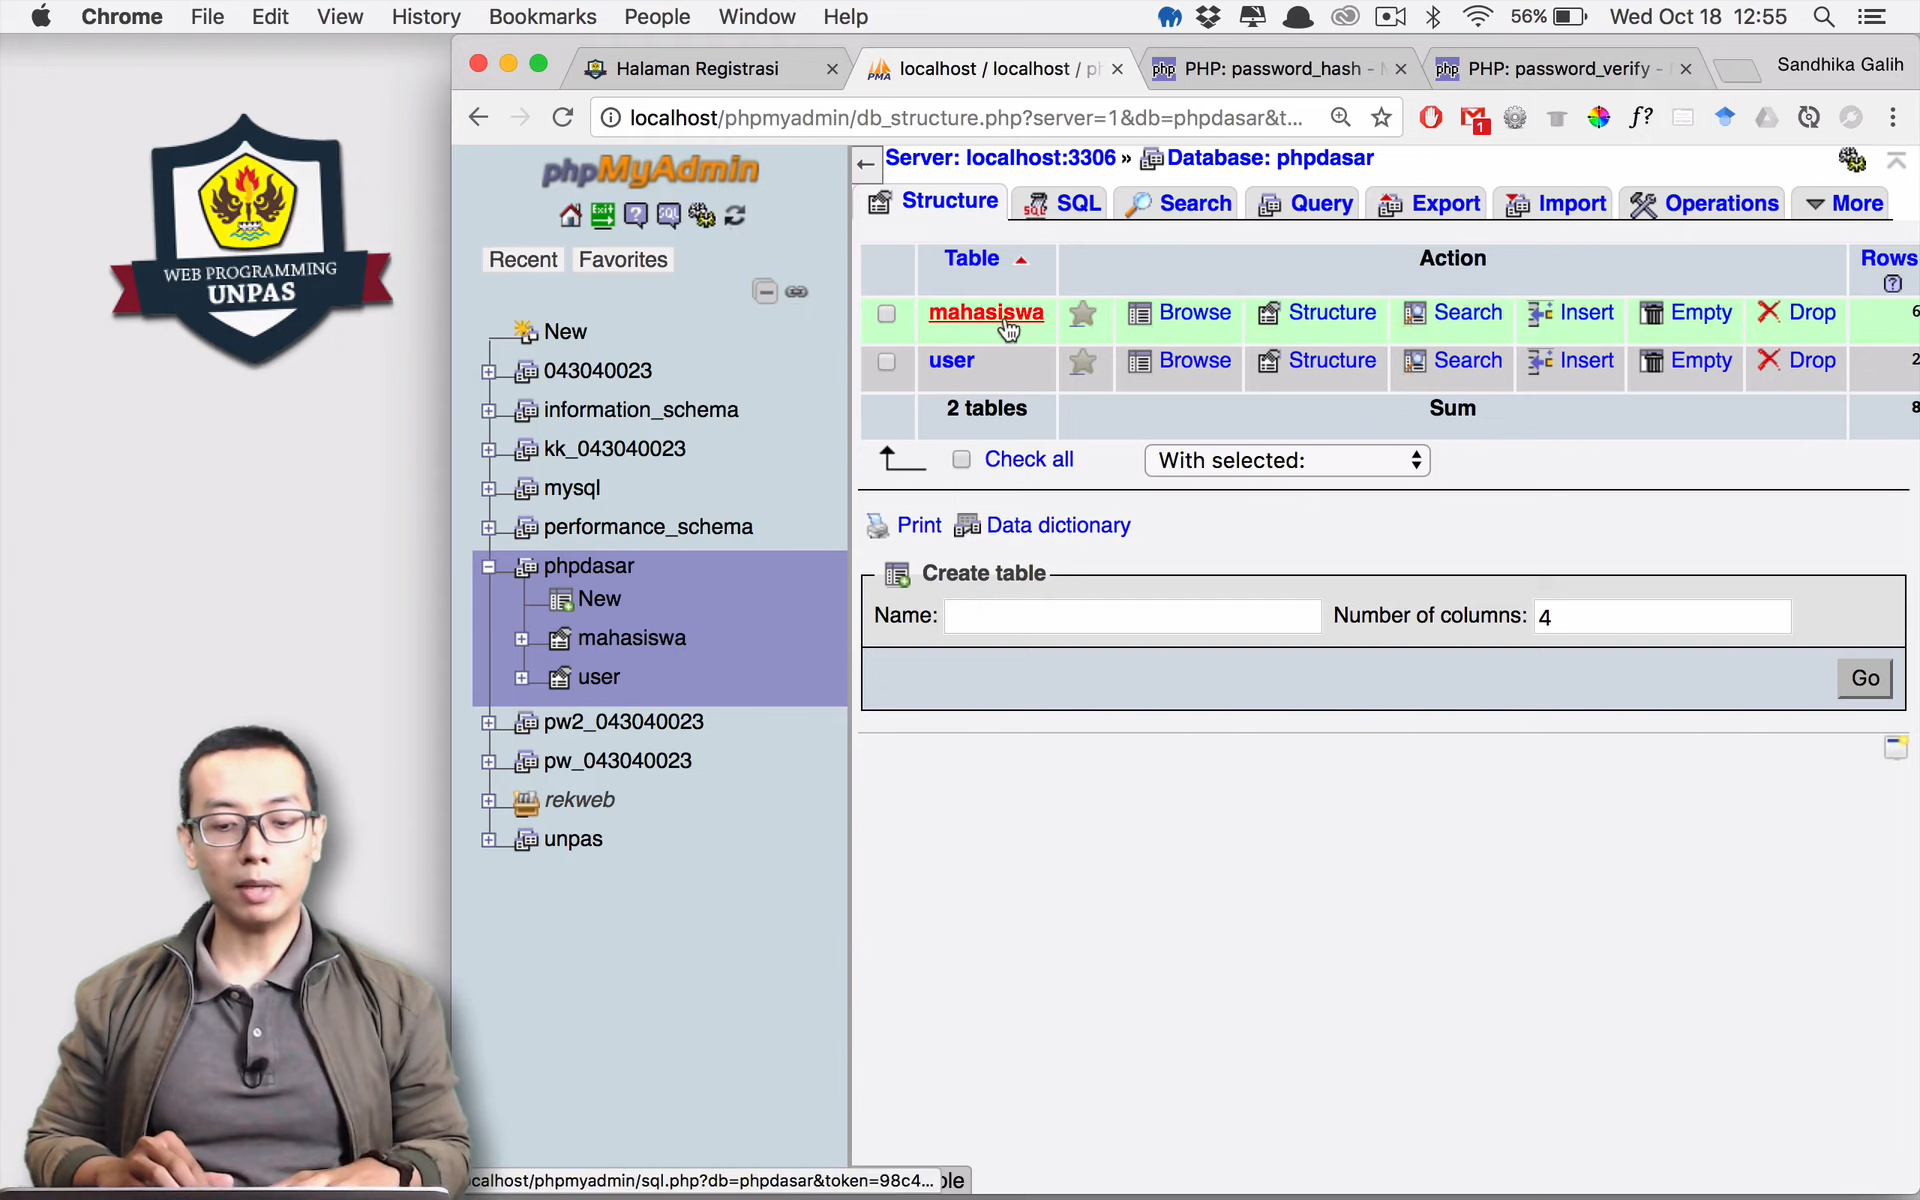 Chrome File Edit View History Bookmarks People Window Help 56% Wed Oct 18 12:55
Halaman Registrasi
localhost / localhost / p
PHP: password_hash -
PHP: password_verify -
Sandhika Galih
localhost/phpmyadmin/db_structure.php?server=1&db=phpdasar&t...
f?
1
phpMyAdmin
Recent Favorites
New
043040023
information_schema
kk_043040023
mysql
performance_schema
phpdasar
New
mahasiswa
user
pw2_043040023
pw_043040023
rekweb
unpas
Server: localhost:3306 » Database: phpdasar
Structure SQL Search Query Export Import Operations More
Table Action Rows
mahasiswa Browse Structure Search Insert Empty Drop 6
user Browse Structure Search Insert Empty Drop 2
2 tables Sum 8
Check all With selected:
Print Data dictionary
Create table
Name: Number of columns: 4
Go
WEB PROGRAMMING
UNPAS
calhost/phpmyadmin/sql.php?db=phpdasar&token=98c4...